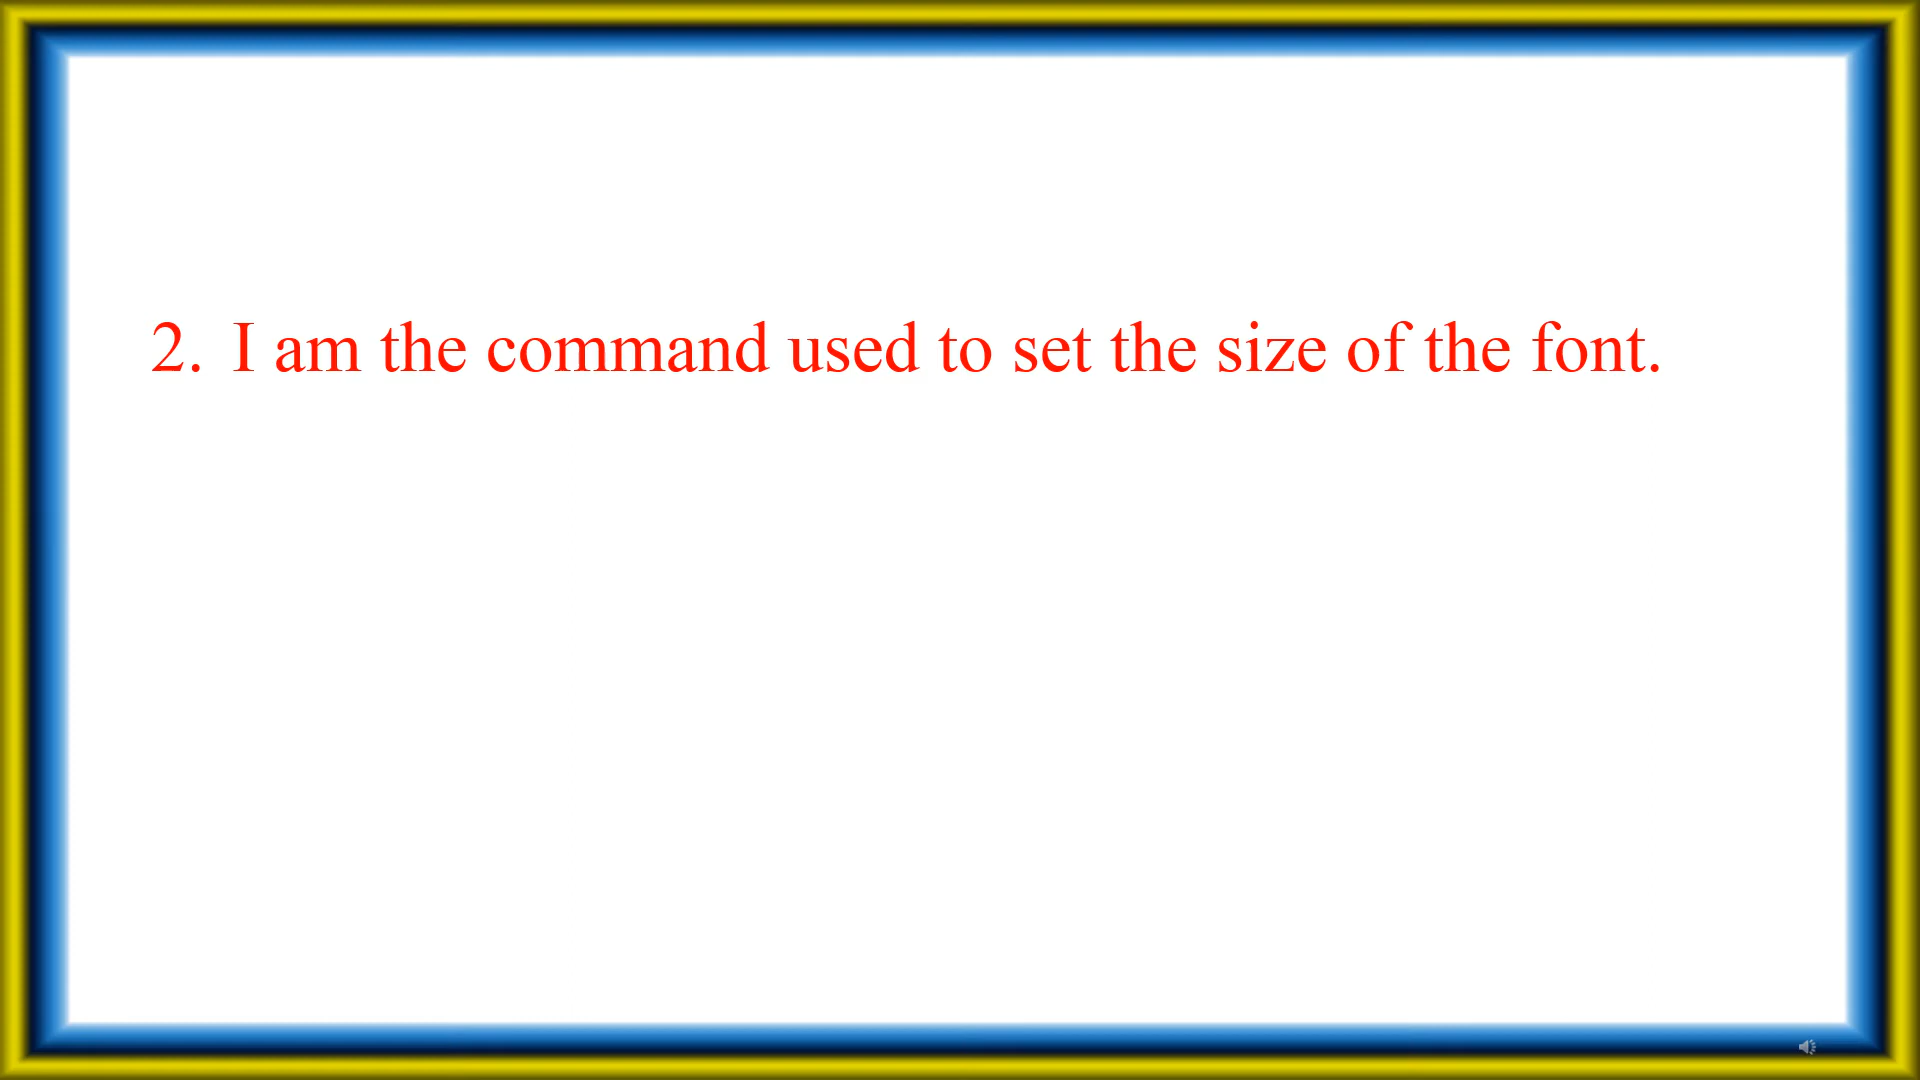 2. I am the command used to set the size of the font.